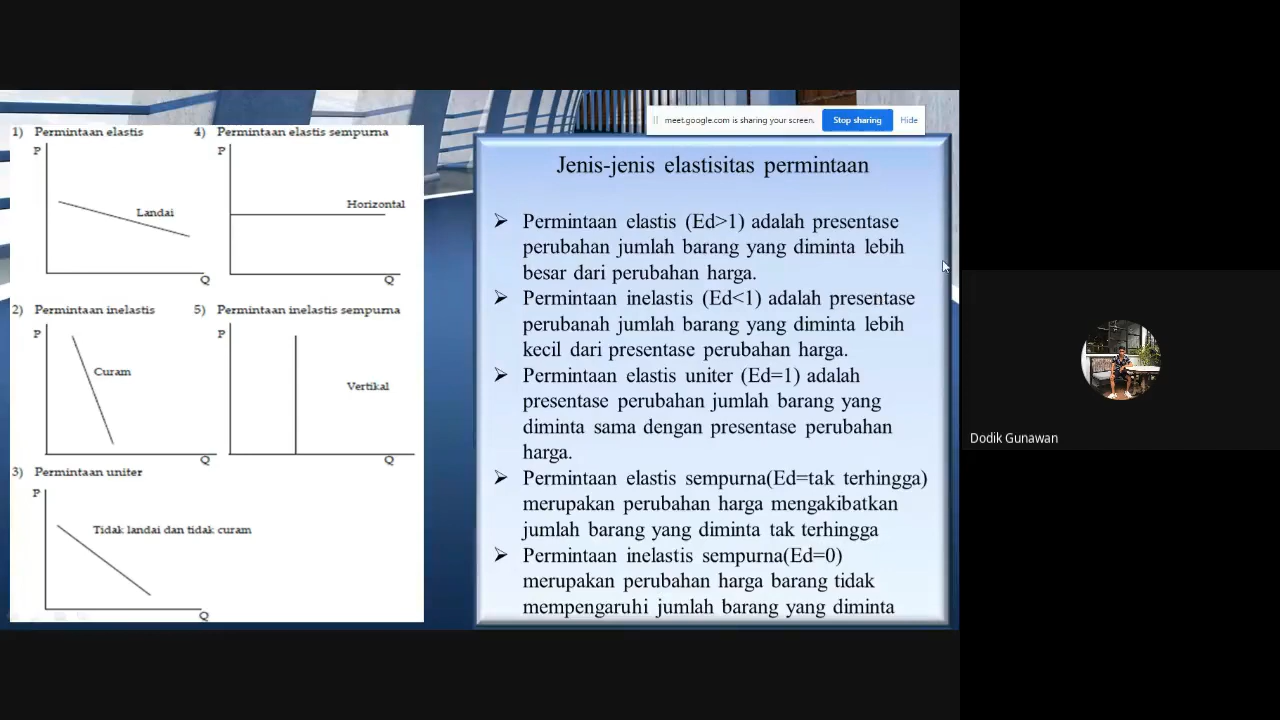 meet.google.com is sharing your screen.
Stop sharing
Hide
1) Permintaan elastis
P
Landai
Q
4) Permintaan elastis sempurna
P
Horizontal
Q
2) Permintaan inelastis
P
Curam
Q
5) Permintaan inelastis sempurna
P
Vertikal
Q
3) Permintaan uniter
P
Tidak landai dan tidak curam
Q
Jenis-jenis elastisitas permintaan
➢ Permintaan elastis (Ed>1) adalah presentase
perubahan jumlah barang yang diminta lebih
besar dari perubahan harga.
➢ Permintaan inelastis (Ed<1) adalah presentase
perubanah jumlah barang yang diminta lebih
kecil dari presentase perubahan harga.
➢ Permintaan elastis uniter (Ed=1) adalah
presentase perubahan jumlah barang yang
diminta sama dengan presentase perubahan
harga.
➢ Permintaan elastis sempurna(Ed=tak terhingga)
merupakan perubahan harga mengakibatkan
jumlah barang yang diminta tak terhingga
➢ Permintaan inelastis sempurna(Ed=0)
merupakan perubahan harga barang tidak
mempengaruhi jumlah barang yang diminta
Dodik Gunawan